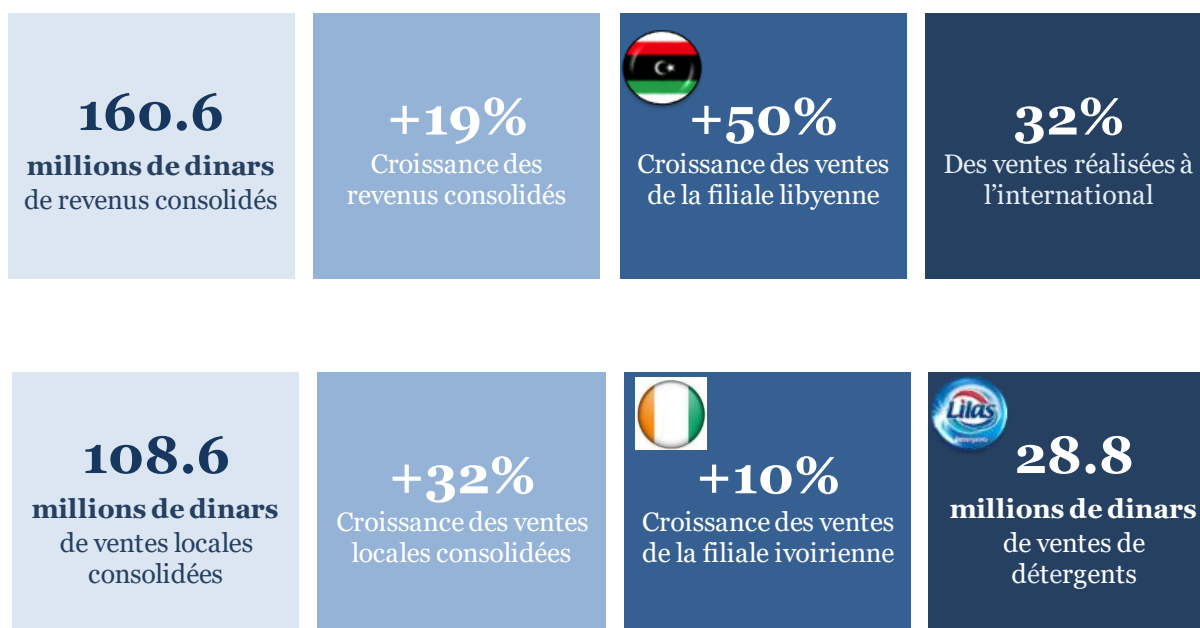 160.6
millions de dinars
de revenus consolidés
+19%
Croissance des
revenus consolidés
+50%
Croissance des ventes
de la filiale libyenne
32%
Des ventes réalisées à
l’international
108.6
millions de dinars
de ventes locales
consolidées
+32%
Croissance des ventes
locales consolidées
+10%
Croissance des ventes
de la filiale ivoirienne
Lilas
Détergents
28.8
millions de dinars
de ventes de
détergents